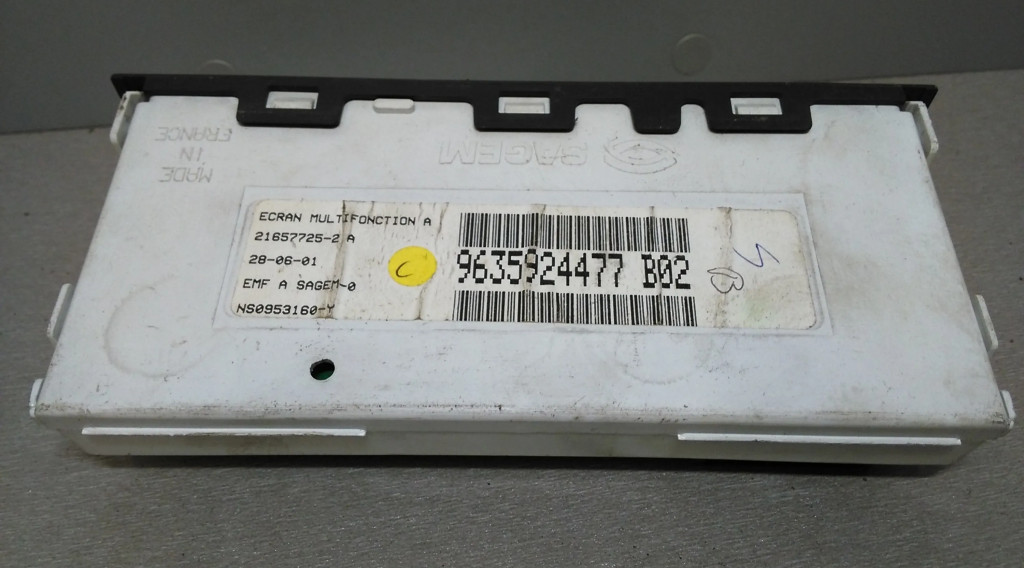 MADE
IN
FRANCE
SAGEM
ECRAN MULTIFONCTION A
21657725-2 A
28-06-01
EMF A SAGEM-0
NS0953160-Y
C
9635924477 B02
S
B